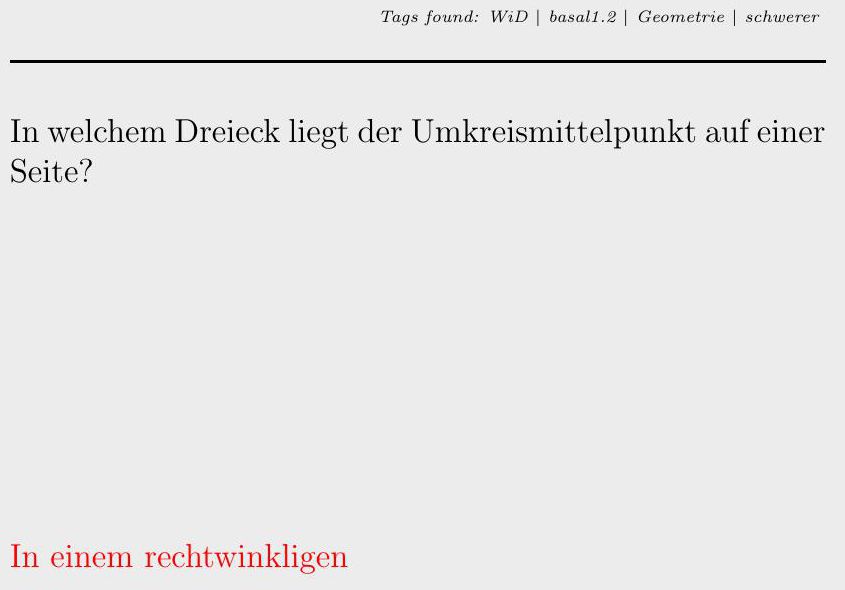 Tags found: WiD | basal1.2 | Geometrie | schwerer
In welchem Dreieck liegt der Umkreismittelpunkt auf einer
Seite?
In einem rechtwinkligen